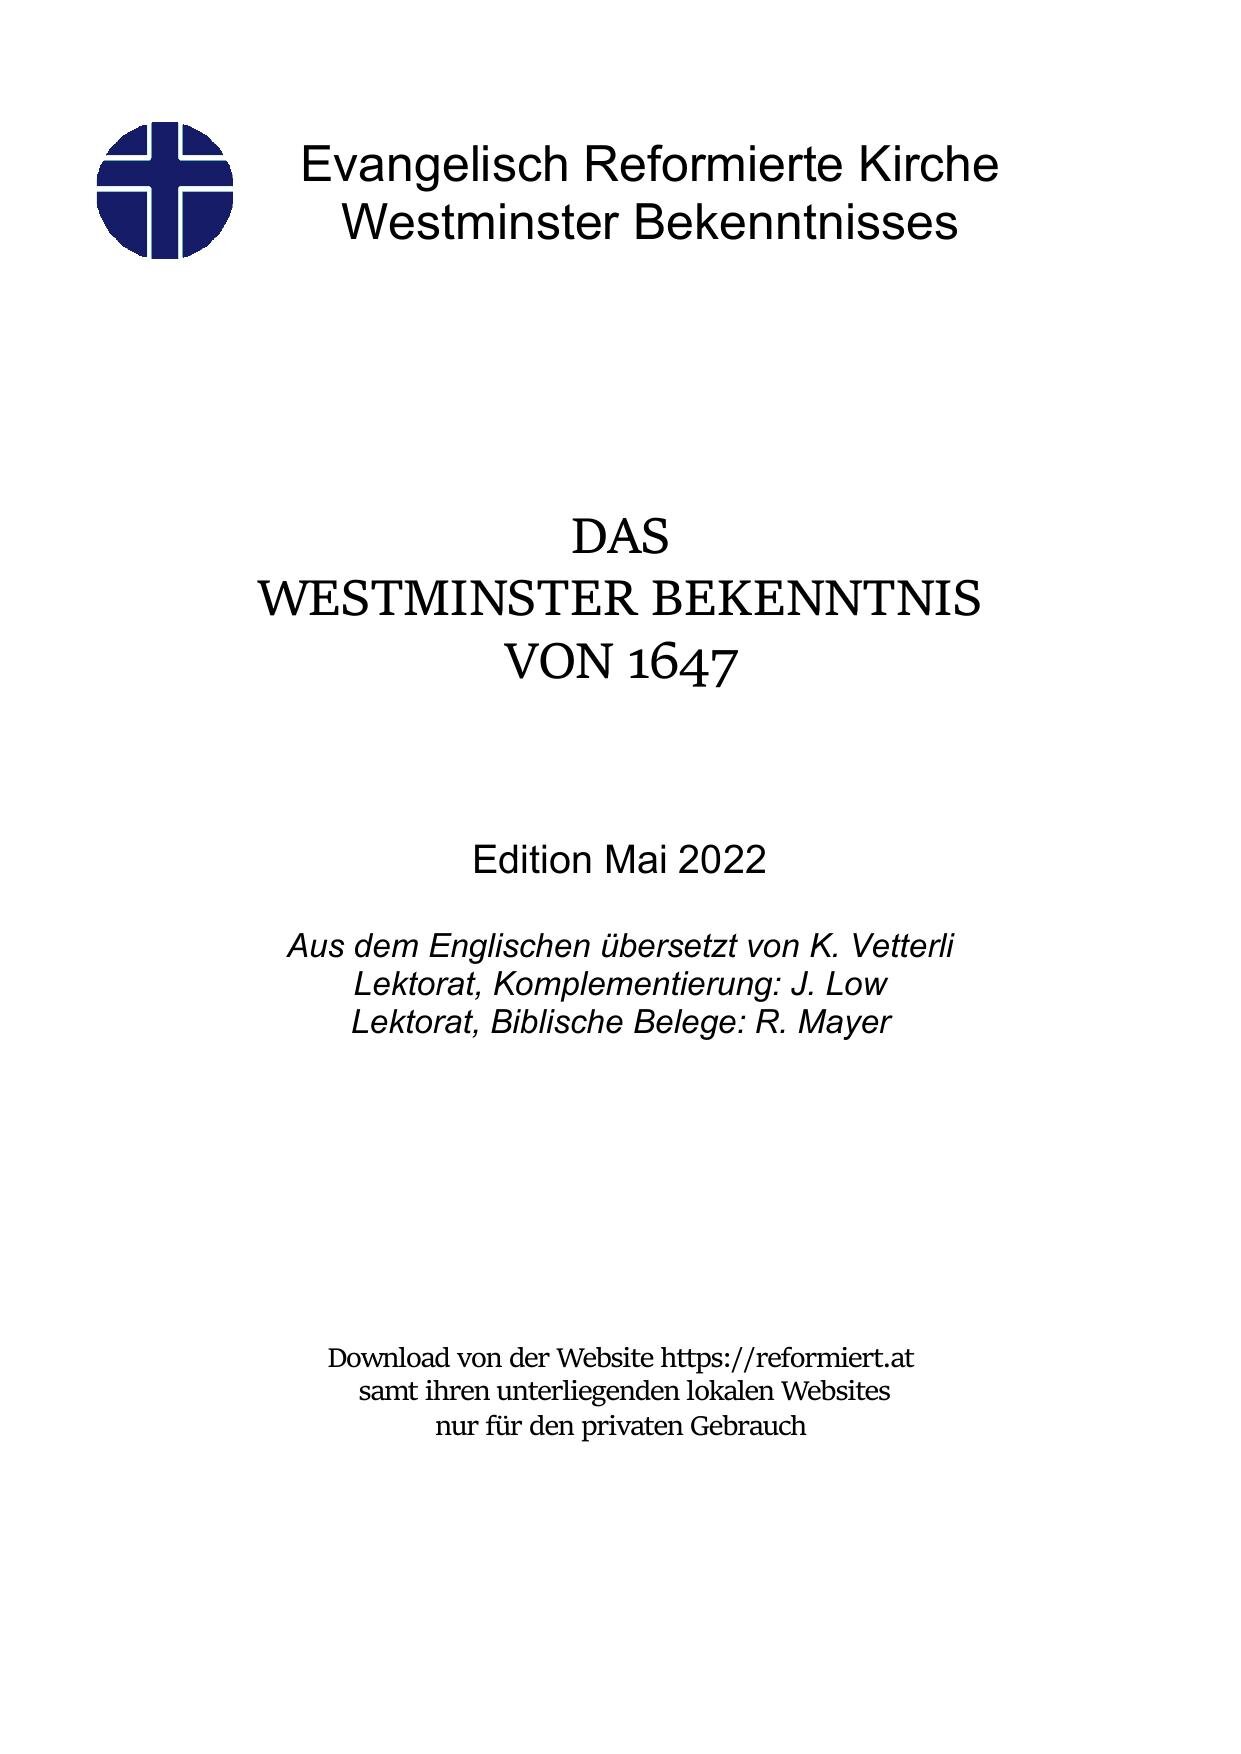 Evangelisch Reformierte Kirche
Westminster Bekenntnisses
DAS
WESTMINSTER BEKENNTNIS
VON 1647
Edition Mai 2022
Aus dem Englischen übersetzt von K. Vetterli
Lektorat, Komplementierung: J. Low
Lektorat, Biblische Belege: R. Mayer
Download von der Website https://reformiert.at
samt ihren unterliegenden lokalen Websites
nur für den privaten Gebrauch